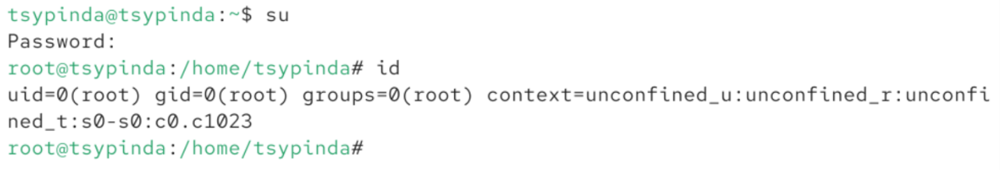 tsypinda@tsypinda:~$ su
Password:
root@tsypinda:/home/tsypinda# id
uid=0(root) gid=0(root) groups=0(root) context=unconfined_u:unconfined_r:unconfi
ned_t:s0-s0:c0.c1023
root@tsypinda:/home/tsypinda#